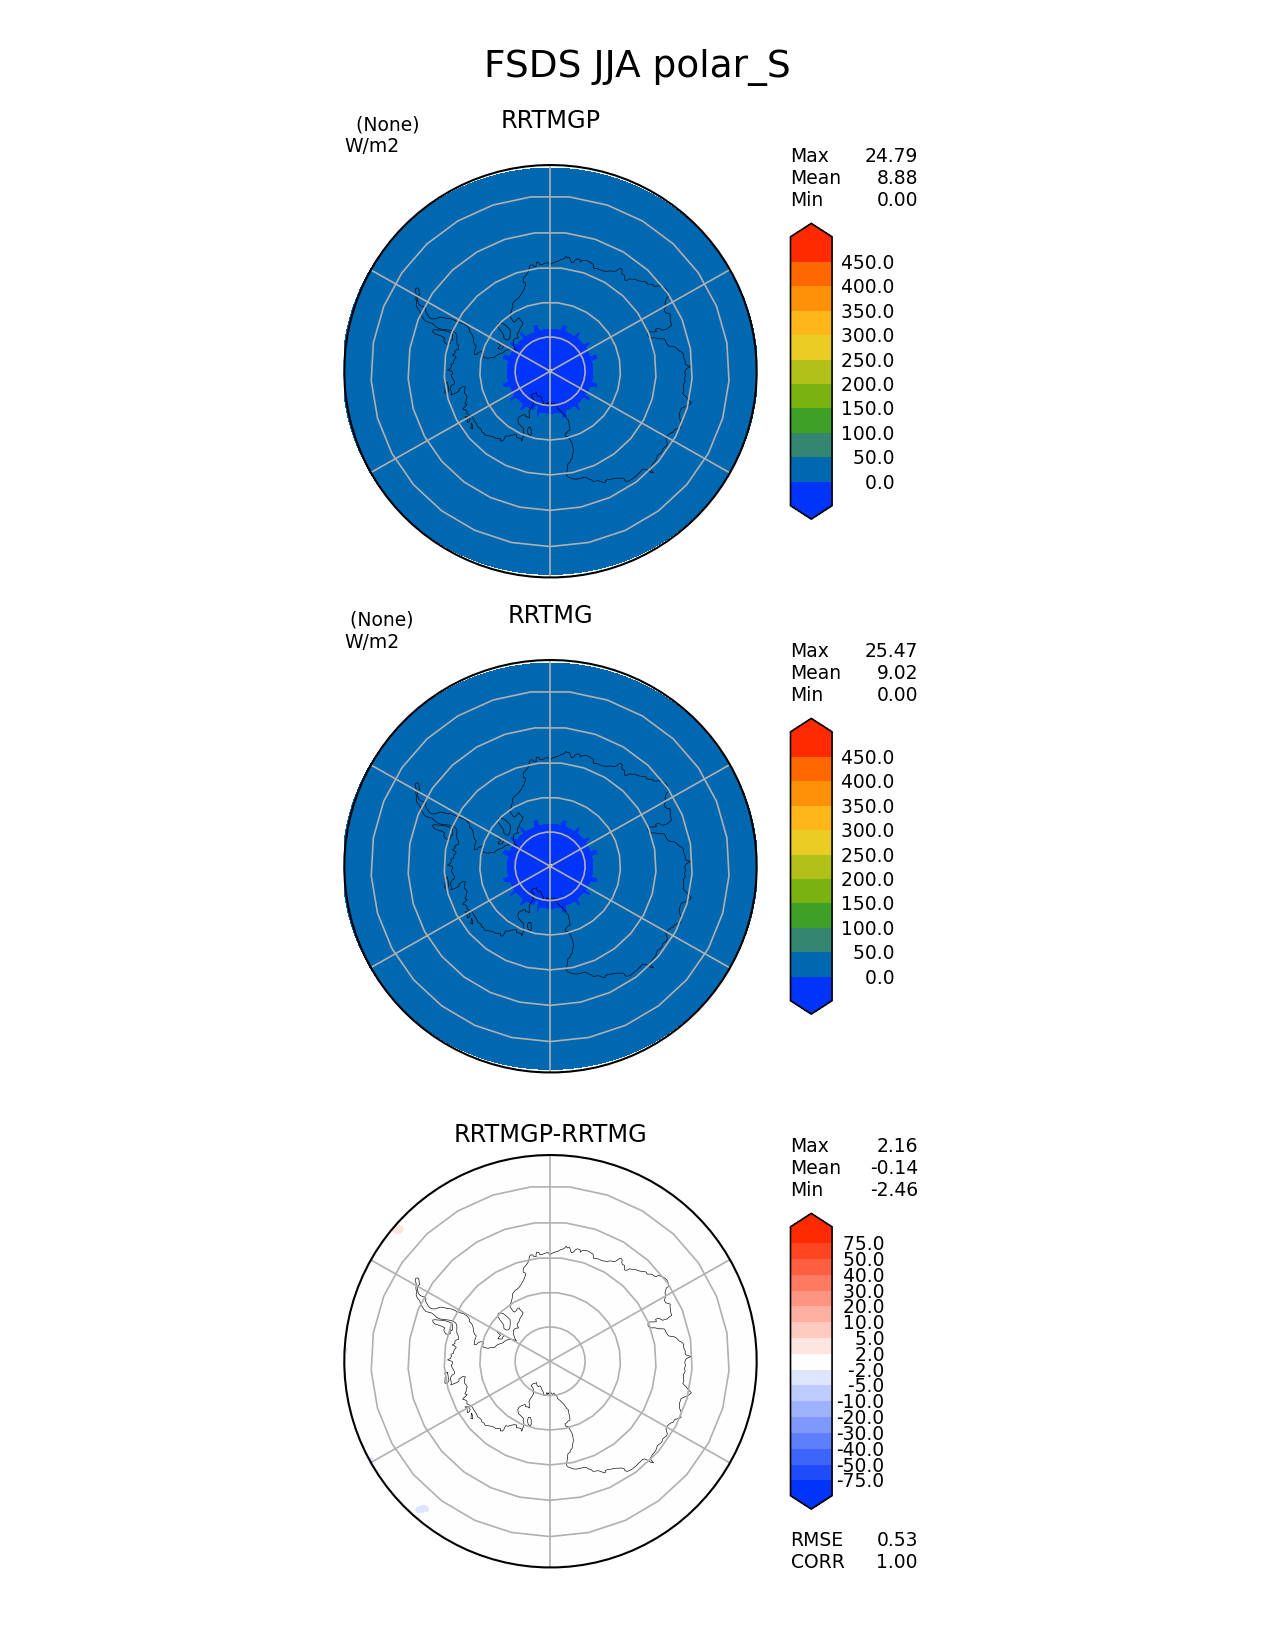 FSDS JJA polar_S
RRTMGP
(None)
W/m2
Max 24.79
Mean 8.88
Min 0.00
450.0
400.0
350.0
300.0
250.0
200.0
150.0
100.0
50.0
0.0
RRTMG
(None)
W/m2
Max 25.47
Mean 9.02
Min 0.00
450.0
400.0
350.0
300.0
250.0
200.0
150.0
100.0
50.0
0.0
RRTMGP-RRTMG
Max 2.16
Mean -0.14
Min -2.46
75.0
50.0
40.0
30.0
20.0
10.0
5.0
2.0
-2.0
-5.0
-10.0
-20.0
-30.0
-40.0
-50.0
-75.0
RMSE 0.53
CORR 1.00